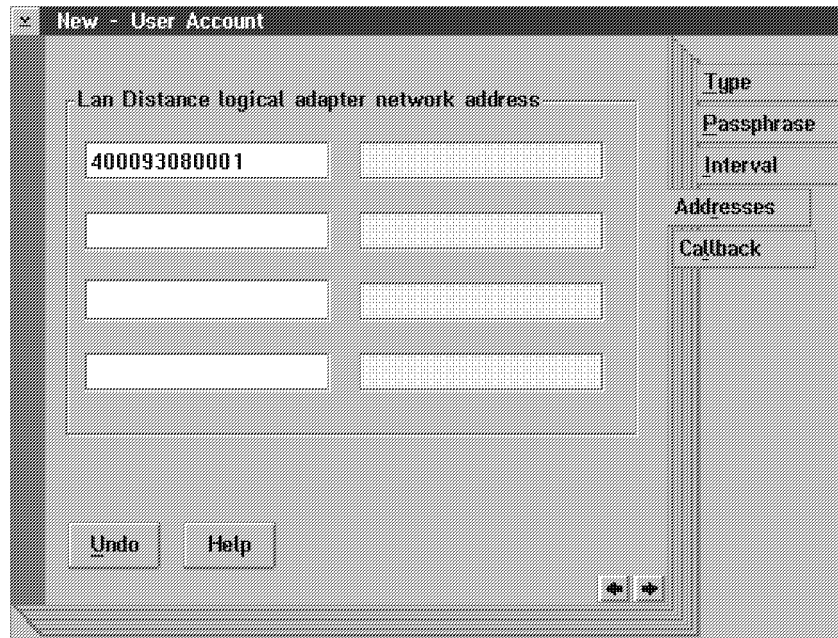 New - User Account
Lan Distance logical adapter network address
400093080001
Type
Passphrase
Interval
Addresses
Callback
Undo
Help